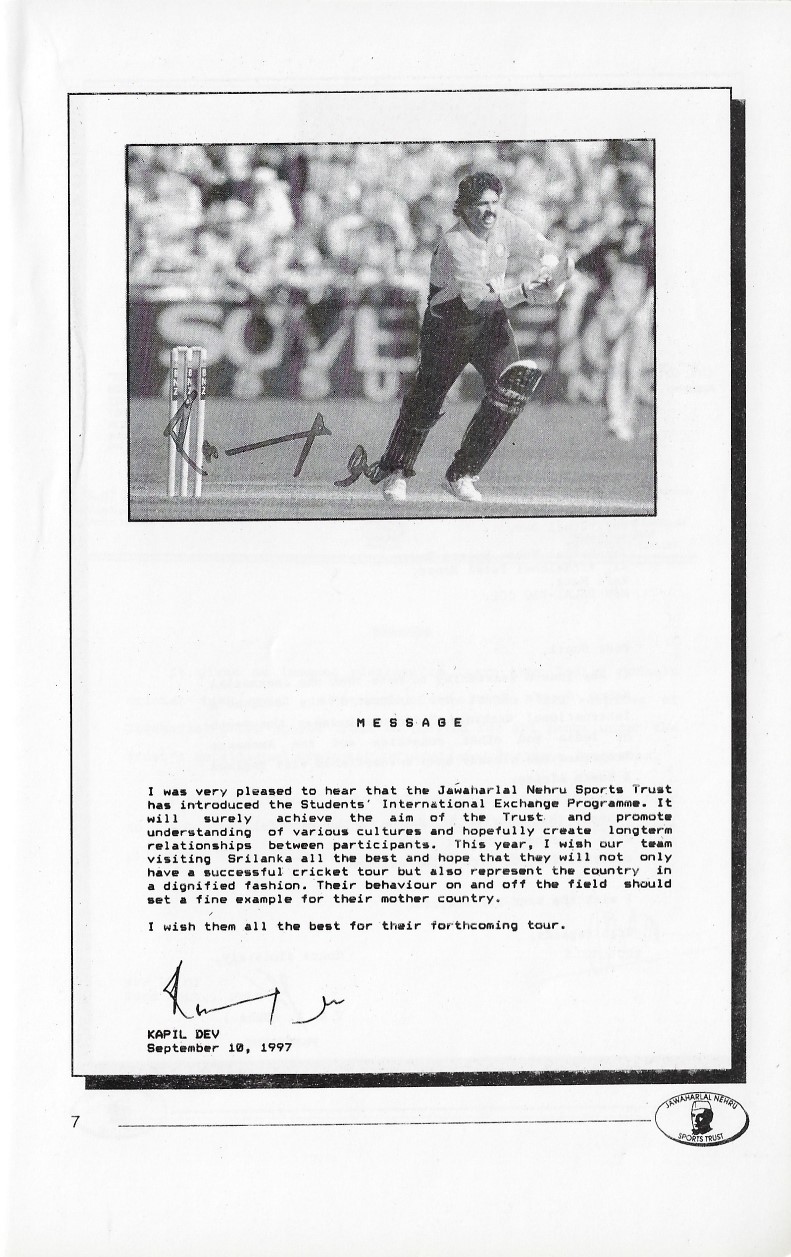 BNZ
BNZ
BNZ
MESSAGE
I was very pleased to hear that the Jawaharlal Nehru Sports Trust
has introduced the Students' International Exchange Programme. It
will surely achieve the aim of the Trust and promote
understanding of various cultures and hopefully create longterm
relationships between participants. This year, I wish our team
visiting Srilanka all the best and hope that they will not only
have a successful cricket tour but also represent the country in
a dignified fashion. Their behaviour on and off the field should
set a fine example for their mother country.
I wish them all the best for their forthcoming tour.
KAPIL DEV
September 10, 1997
7
JAWAHARLAL NEHRU
SPORTS TRUST